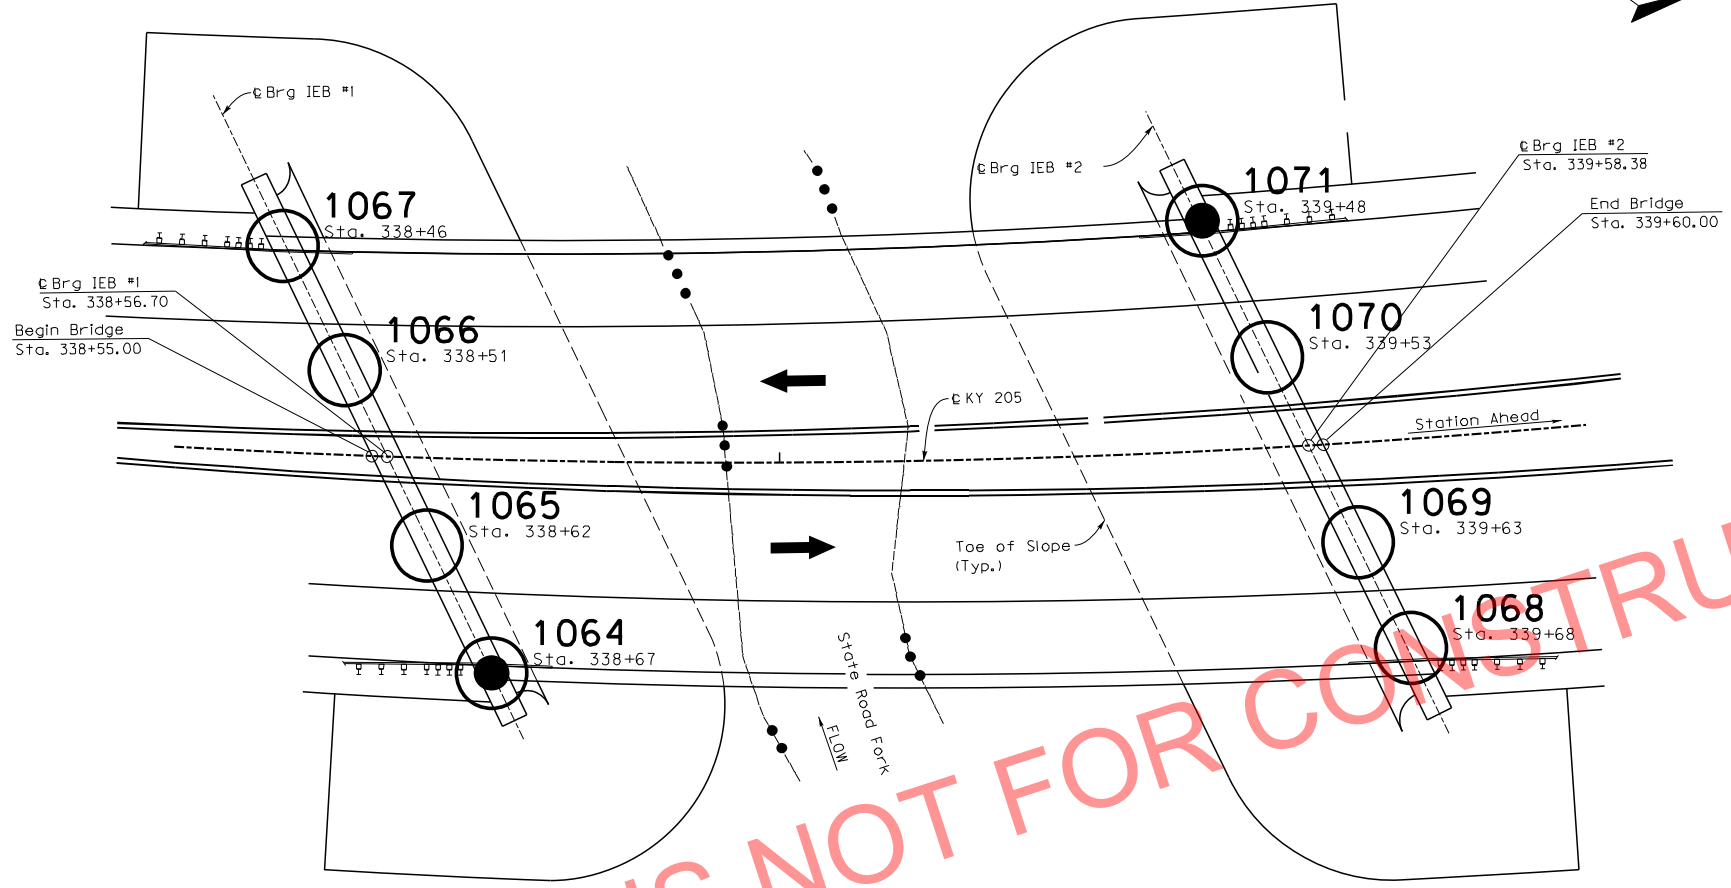 ℄ Brg IEB #1
1067
Sta. 338+46
℄ Brg IEB #1
Sta. 338+56.70
Begin Bridge
Sta. 338+55.00
1066
Sta. 338+51
1065
Sta. 338+62
1064
Sta. 338+67
℄ Brg IEB #2
1071
Sta. 339+48
℄ Brg IEB #2
Sta. 339+58.38
End Bridge
Sta. 339+60.00
1070
Sta. 339+53
℄ KY 205
Station Ahead
1069
Sta. 339+63
Toe of Slope
(Typ.)
1068
Sta. 339+68
State Road Fork
FLOW
NOT FOR